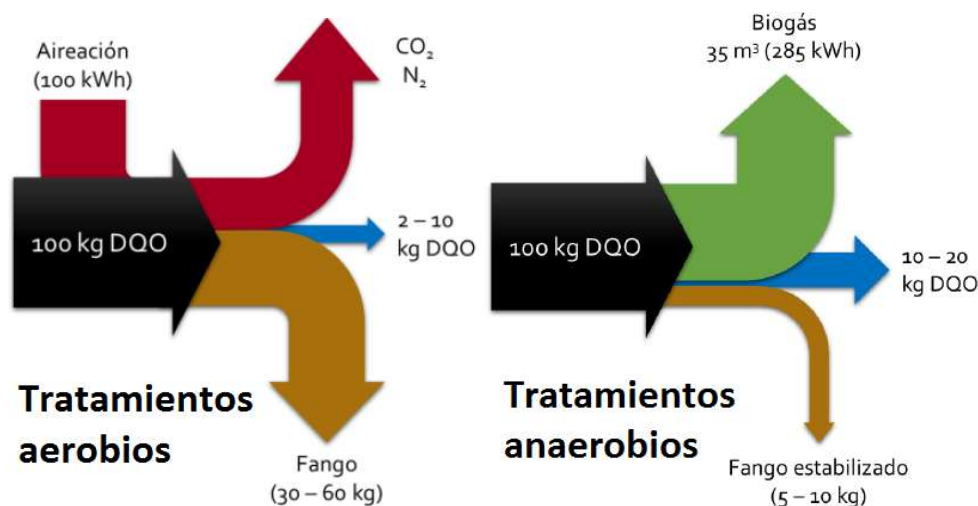 Aireación
(100 kWh)
CO₂
N₂
100 kg DQO
2 – 10
kg DQO
Tratamientos
aerobios
Fango
(30 – 60 kg)
Biogás
35 m³ (285 kWh)
100 kg DQO
10 – 20
kg DQO
Tratamientos
anaerobios
Fango estabilizado
(5 – 10 kg)